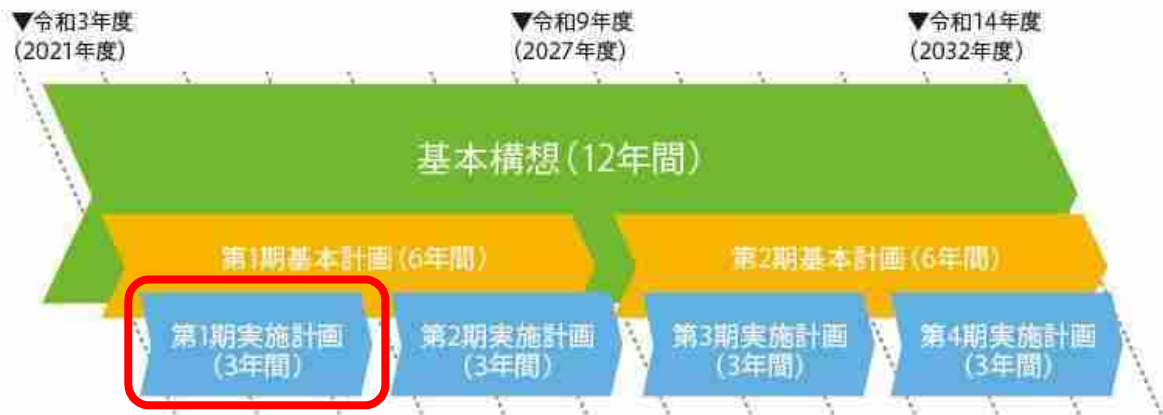 ▼令和3年度
(2021年度)
▼令和9年度
(2027年度)
▼令和14年度
(2032年度)
基本構想(12年間)
第1期基本計画(6年間)
第2期基本計画(6年間)
第1期実施計画
(3年間)
第2期実施計画
(3年間)
第3期実施計画
(3年間)
第4期実施計画
(3年間)